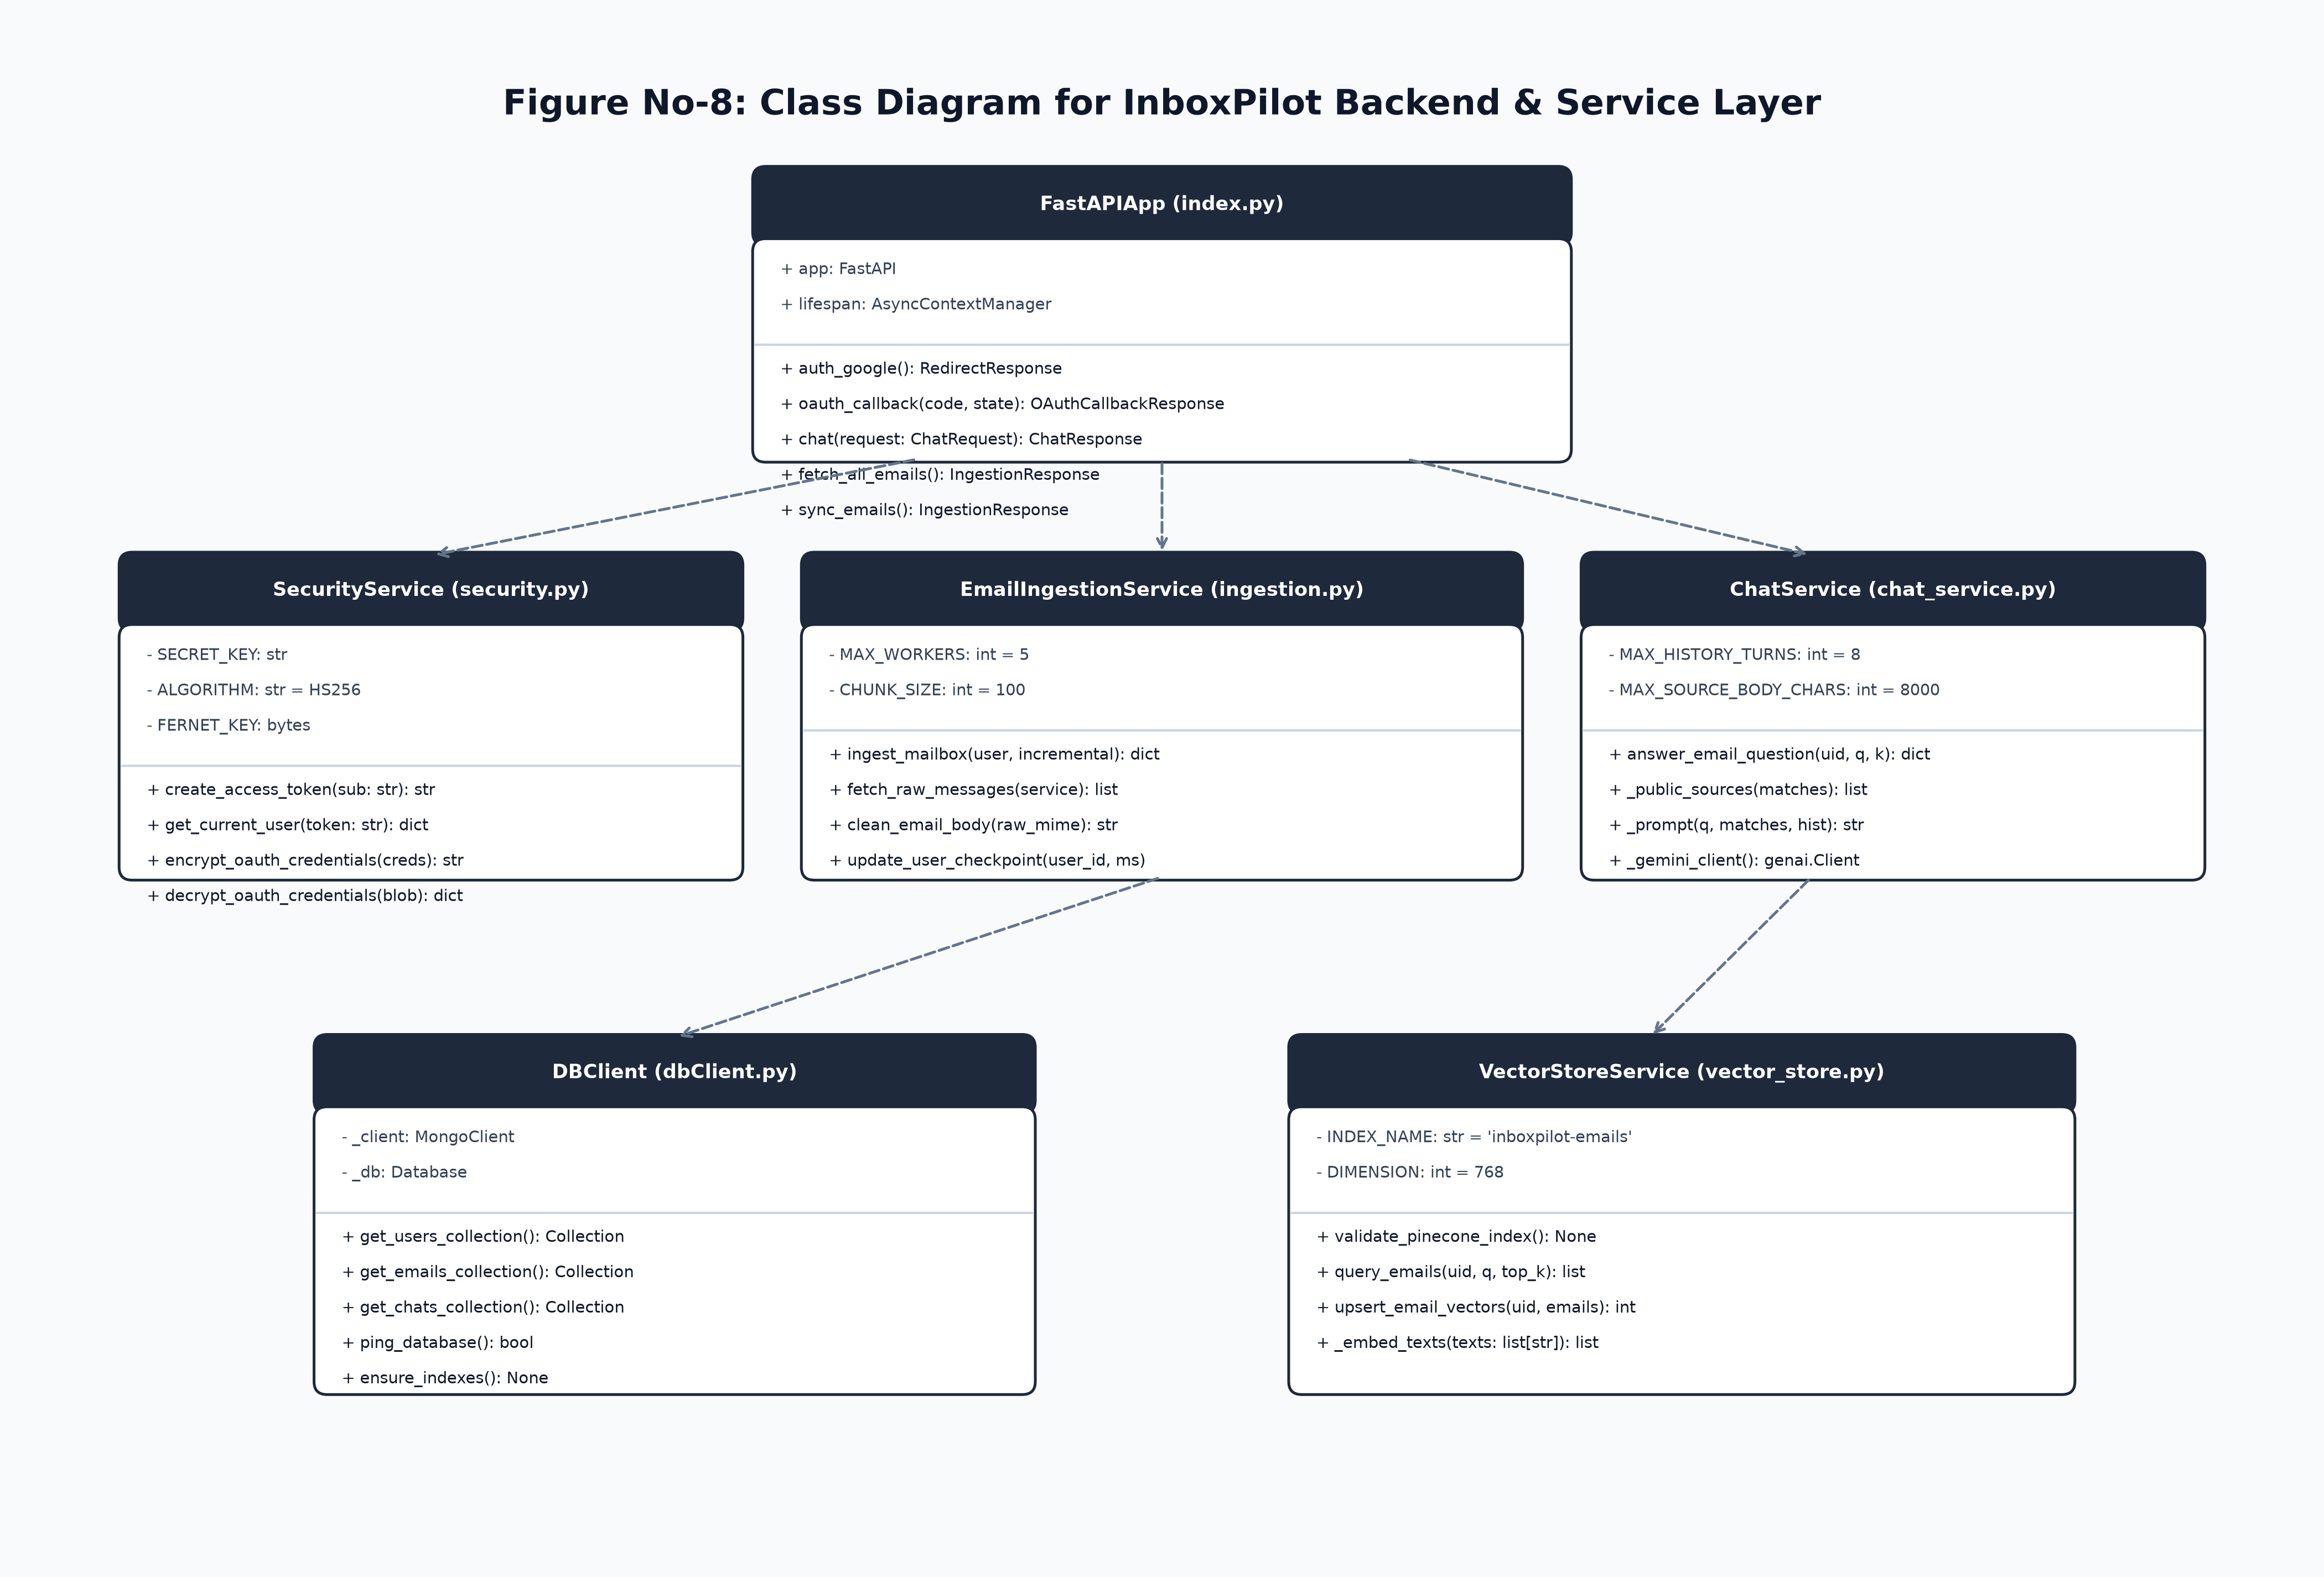 Figure No-8: Class Diagram for InboxPilot Backend & Service Layer
FastAPIApp (index.py)
+ app: FastAPI
+ lifespan: AsyncContextManager
+ auth_google(): RedirectResponse
+ oauth_callback(code, state): OAuthCallbackResponse
+ chat(request: ChatRequest): ChatResponse
+ fetch_all_emails(): IngestionResponse
+ sync_emails(): IngestionResponse
SecurityService (security.py)
- SECRET_KEY: str
- ALGORITHM: str = HS256
- FERNET_KEY: bytes
+ create_access_token(sub: str): str
+ get_current_user(token: str): dict
+ encrypt_oauth_credentials(creds): str
+ decrypt_oauth_credentials(blob): dict
EmailIngestionService (ingestion.py)
- MAX_WORKERS: int = 5
- CHUNK_SIZE: int = 100
+ ingest_mailbox(user, incremental): dict
+ fetch_raw_messages(service): list
+ clean_email_body(raw_mime): str
+ update_user_checkpoint(user_id, ms)
ChatService (chat_service.py)
- MAX_HISTORY_TURNS: int = 8
- MAX_SOURCE_BODY_CHARS: int = 8000
+ answer_email_question(uid, q, k): dict
+ _public_sources(matches): list
+ _prompt(q, matches, hist): str
+ _gemini_client(): genai.Client
DBClient (dbClient.py)
- _client: MongoClient
- _db: Database
+ get_users_collection(): Collection
+ get_emails_collection(): Collection
+ get_chats_collection(): Collection
+ ping_database(): bool
+ ensure_indexes(): None
VectorStoreService (vector_store.py)
- INDEX_NAME: str = 'inboxpilot-emails'
- DIMENSION: int = 768
+ validate_pinecone_index(): None
+ query_emails(uid, q, top_k): list
+ upsert_email_vectors(uid, emails): int
+ _embed_texts(texts: list[str]): list